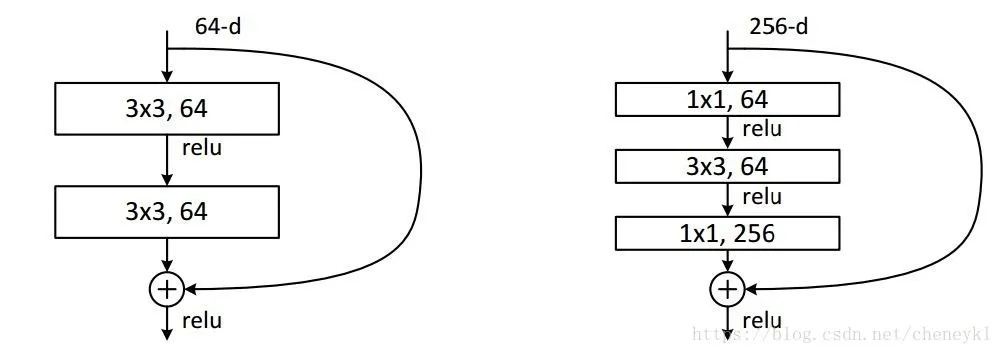 64-d
3x3, 64
relu
3x3, 64
relu
256-d
1x1, 64
relu
3x3, 64
relu
1x1, 256
relu
https://blog.csdn.net/cheneykl